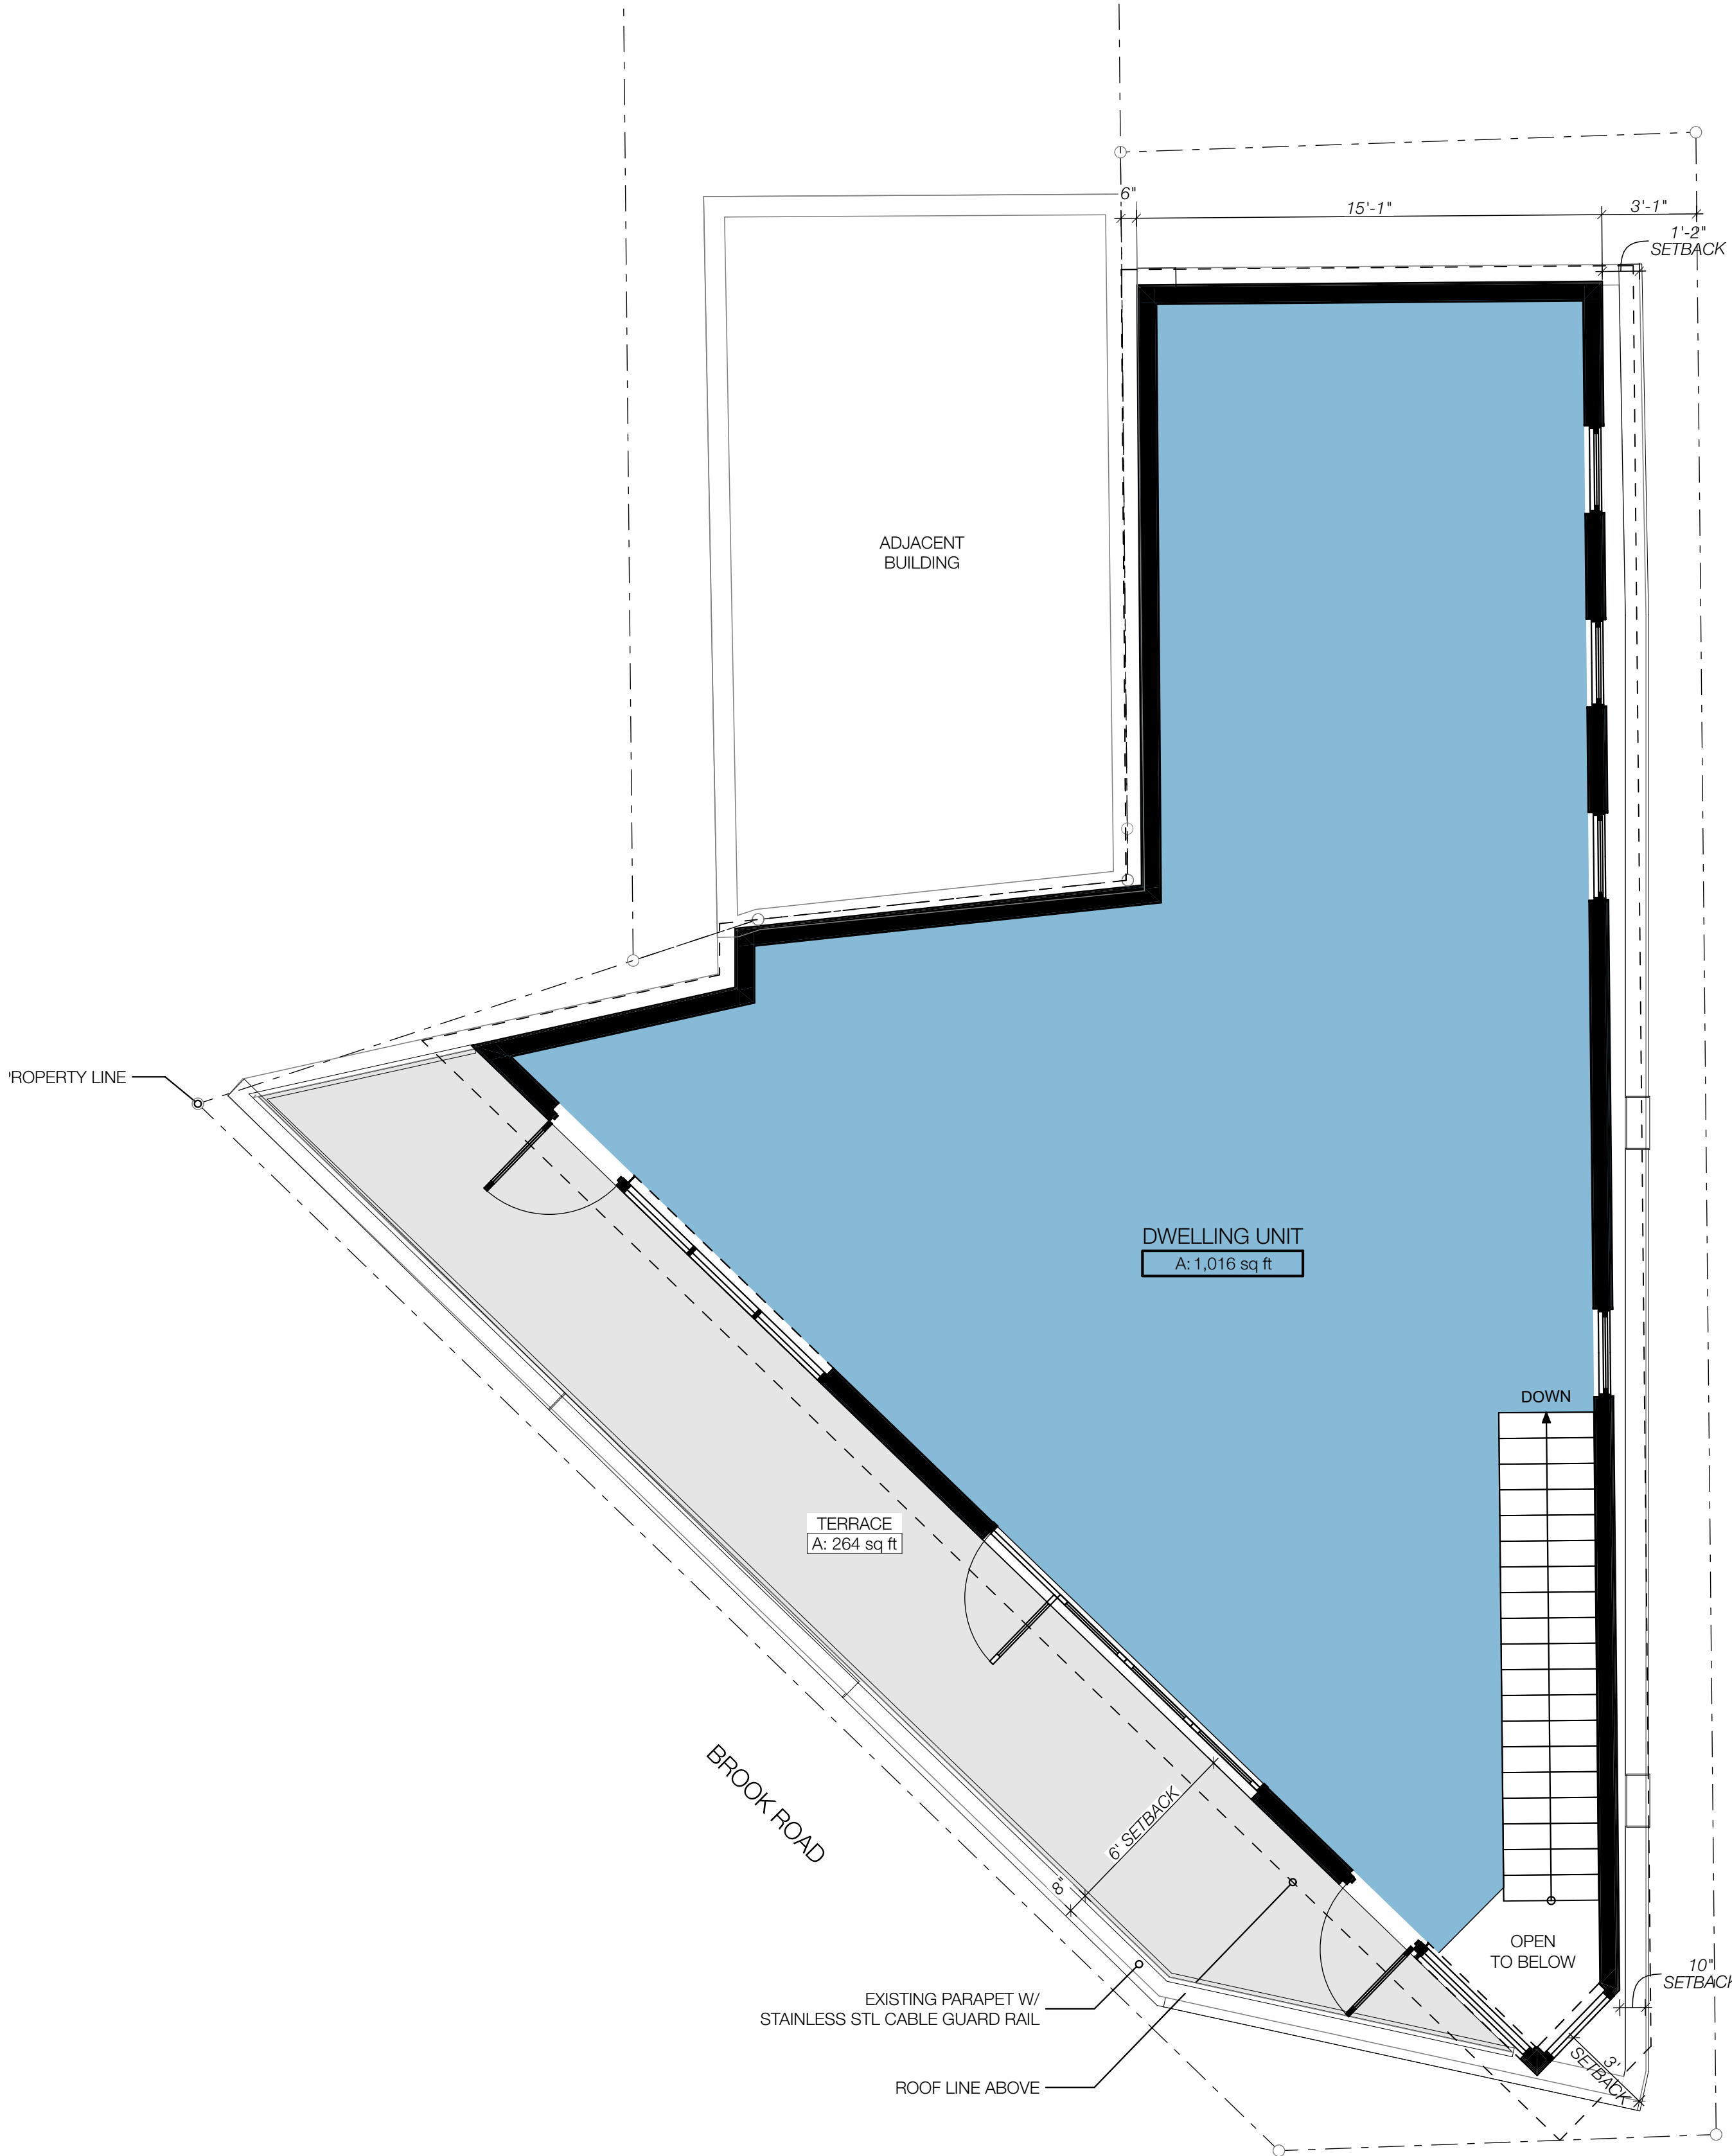 6"
15'-1"
3'-1"
1'-2"
SETBACK
ADJACENT
BUILDING
PROPERTY LINE
DWELLING UNIT
A: 1,016 sq ft
DOWN
TERRACE
A: 264 sq ft
BROOK ROAD
6' SETBACK
8"
OPEN
TO BELOW
10"
SETBACK
EXISTING PARAPET W/
STAINLESS STL CABLE GUARD RAIL
3'
SETBACK
ROOF LINE ABOVE